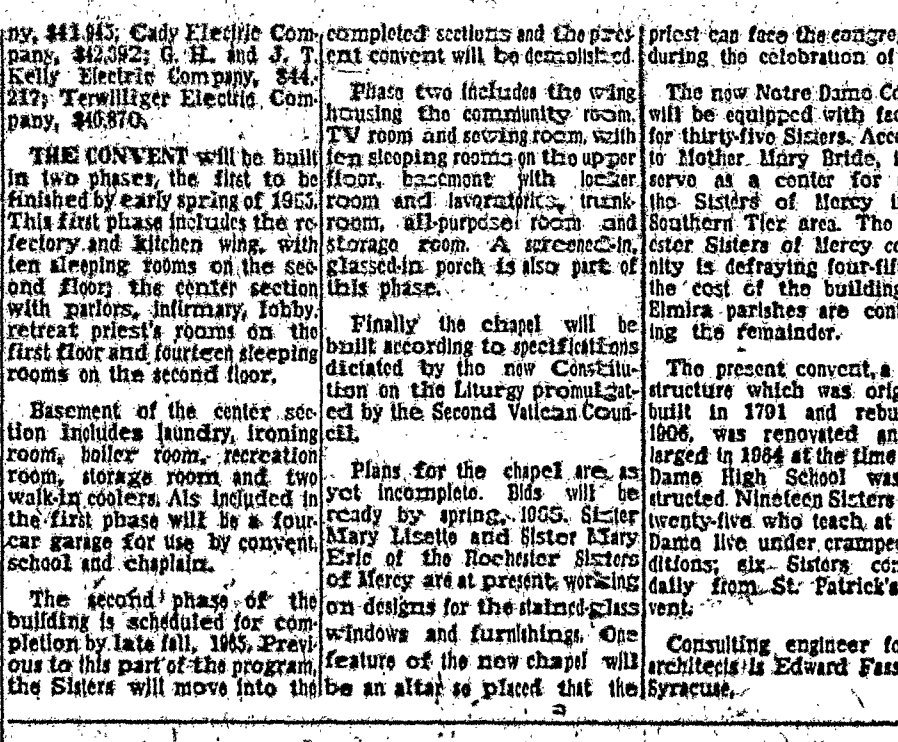 ny, $41,945; Cady Electric Com-
pany, $42,392; G. H. and J. T.
Kelly Electric Company, $44,-
217; Terwilliger Electric Com-
pany, $46,870.
THE CONVENT will be built
in two phases, the first to be
finished by early spring of 1965.
This first phase includes the re-
fectory and kitchen wing, with
ten sleeping rooms on the sec-
ond floor; the center section
with parlors, infirmary, lobby,
retreat priest's rooms on the
first floor and fourteen sleeping
rooms on the second floor.
Basement of the center sec-
tion includes laundry, ironing
room, boiler room, recreation
room, storage room and two
walk-in coolers. Als included in
the first phase will be a four-
car garage for use by convent,
school and chaplain.
The second phase of the
building is scheduled for com-
pletion by late fall, 1965. Previ-
ous to this part of the program,
the Sisters will move into the
completed sections and the pres-
ent convent will be demolished.
Phase two includes the wing
housing the community room,
TV room and sewing room, with
ten sleeping rooms on the upper
floor, basement with locker
room and lavoratories, trunk-
room, all-purpose room and
storage room. A screened-in,
glassed-in porch is also part of
this phase.
Finally the chapel will be
built according to specifications
dictated by the new Constitu-
tion on the Liturgy promulgat-
ed by the Second Vatican Coun-
cil.
Plans for the chapel are as
yet incomplete. Bids will be
ready by spring, 1965. Sister
Mary Lisette and Sister Mary
Eric of the Rochester Sisters
of Mercy are at present working
on designs for the stained-glass
windows and furnishings. One
feature of the new chapel will
be an altar so placed that the
priest can face the congre
during the celebration of
The new Notre Dame Co
will be equipped with fac
for thirty-five Sisters. Acco
to Mother Mary Bride,
serve as a center for
the Sisters of Mercy i
Southern Tier area. The
ester Sisters of Mercy co
nity is defraying four-fif
the cost of the building
Elmira parishes are con
ing the remainder.
The present convent, a
structure which was orig
built in 1791 and rebu
1906, was renovated an
larged in 1954 at the time
Dame High School was
structed. Nineteen Sisters
twenty-five who teach at
Dame live under crampe
ditions; six Sisters con
daily from St. Patrick's
vent.
Consulting engineer fo
architects is Edward Fass
Syracuse.